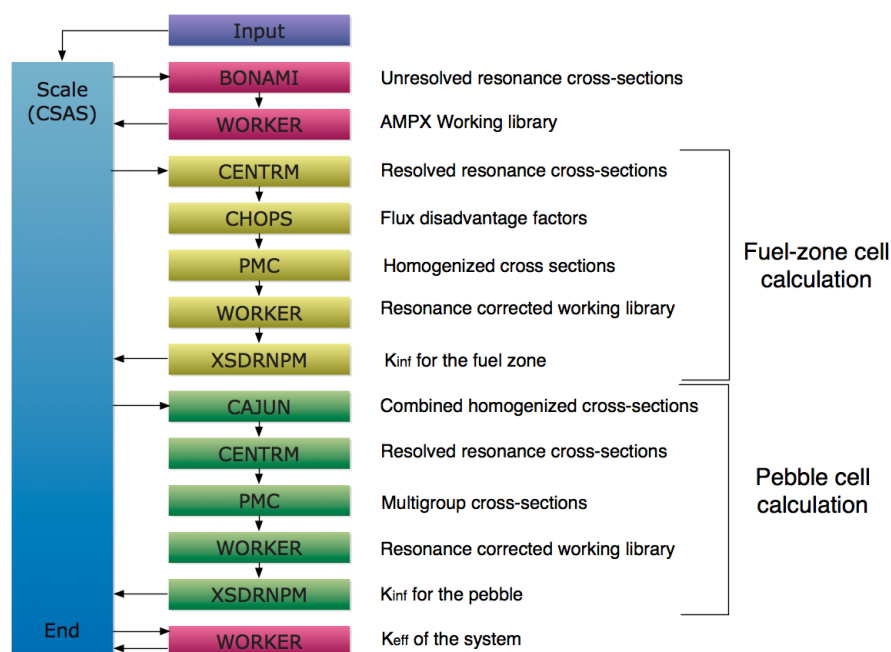 Input
Scale
(CSAS)
BONAMI
Unresolved resonance cross-sections
WORKER
AMPX Working library
CENTRM
Resolved resonance cross-sections
CHOPS
Flux disadvantage factors
PMC
Homogenized cross sections
WORKER
Resonance corrected working library
XSDRNPM
Kinf for the fuel zone
Fuel-zone cell
calculation
CAJUN
Combined homogenized cross-sections
CENTRM
Resolved resonance cross-sections
PMC
Multigroup cross-sections
WORKER
Resonance corrected working library
XSDRNPM
Kinf for the pebble
Pebble cell
calculation
End
WORKER
Keff of the system